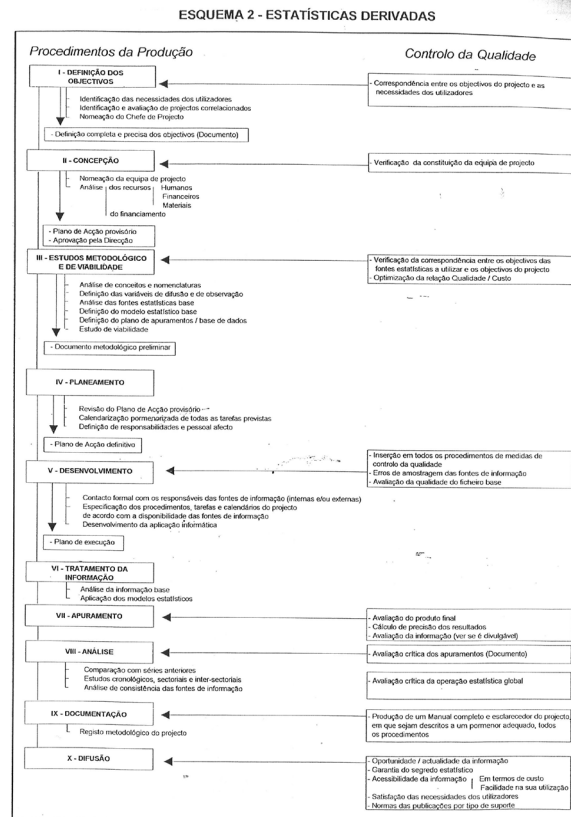 ESQUEMA 2 - ESTATÍSTICAS DERIVADAS
Procedimentos da Produção
Controlo da Qualidade
I - DEFINIÇÃO DOS
OBJECTIVOS
- Correspondência entre os objectivos do projecto e as
necessidades dos utilizadores
Identificação das necessidades dos utilizadores
Identificação e avaliação de projectos correlacionados
Nomeação do Chefe de Projecto
- Definição completa e precisa dos objectivos (Documento)
II - CONCEPÇÃO
- Verificação da constituição da equipa de projecto
Nomeação da equipa de projecto
Análise dos recursos Humanos
Financeiros
Materiais
do financiamento
- Plano de Acção provisório
- Aprovação pela Direcção
III - ESTUDOS METODOLÓGICO
E DE VIABILIDADE
- Verificação da correspondência entre os objectivos das
fontes estatísticas a utilizar e os objectivos do projecto
- Optimização da relação Qualidade / Custo
Análise de conceitos e nomenclaturas
Definição das variáveis de difusão e de observação
Análise das fontes estatísticas base
Definição do modelo estatístico base
Definição do plano de apuramentos / base de dados
Estudo de viabilidade
- Documento metodológico preliminar
IV - PLANEAMENTO
Revisão do Plano de Acção provisório
Calendarização pormenarizada de todas as tarefas previstas
Definição de responsabilidades e pessoal afecto
- Plano de Acção definitivo
V - DESENVOLVIMENTO
- Inserção em todos os procedimentos de medidas de
controlo da qualidade
- Erros de amostragem das fontes de informação
- Avaliação da qualidade do ficheiro base
Contacto formal com os responsáveis das fontes de informação (internas e/ou externas)
Especificação dos procedimentos, tarefas e calendários do projecto
de acordo com a disponibilidade das fontes de informação
Desenvolvimento da aplicação informática
- Plano de execução
VI - TRATAMENTO DA
INFORMAÇÃO
Análise da informação base
Aplicação dos modelos estatísticos
VII - APURAMENTO
- Avaliação do produto final
- Cálculo de precisão dos resultados
- Avaliação da informação (ver se é divulgável)
VIII - ANÁLISE
- Avaliação crítica dos apuramentos (Documento)
Comparação com séries anteriores
Estudos cronológicos, sectoriais e inter-sectoriais
Análise de consistência das fontes de informação
- Avaliação crítica da operação estatística global
IX - DOCUMENTAÇÃO
- Produção de um Manual completo e esclarecedor do projecto,
em que sejam descritos a um pormenor adequado, todos
os procedimentos
Registo metodológico do projecto
X - DIFUSÃO
- Oportunidade / actualidade da informação
- Garantia do segredo estatístico
- Acessibilidade da informação Em termos de custo
Facilidade na sua utilização
- Satisfação das necessidades dos utilizadores
- Normas das publicações por tipo de suporte